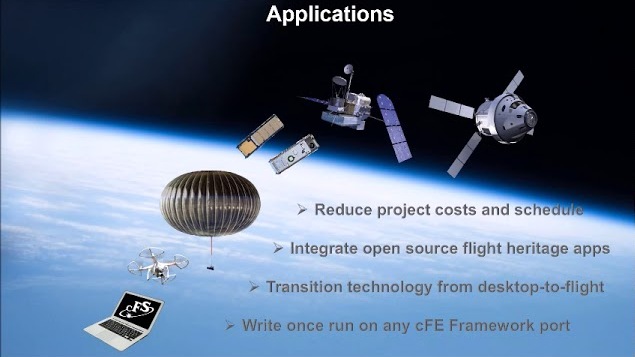 Applications
➢ Reduce project costs and schedule
➢ Integrate open source flight heritage apps
➢ Transition technology from desktop-to-flight
cFS
➢ Write once run on any cFE Framework port